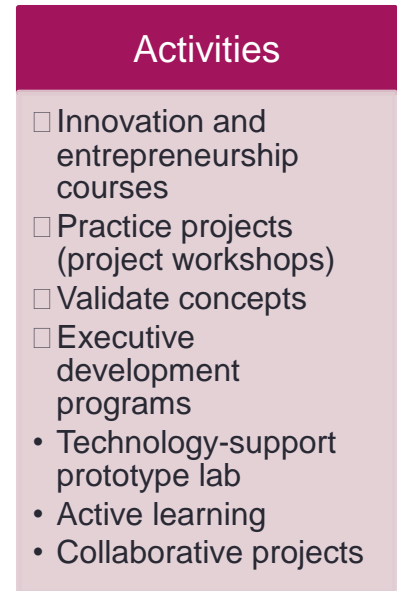 Activities
□ Innovation and
entrepreneurship
courses
□ Practice projects
(project workshops)
□ Validate concepts
□ Executive
development
programs
• Technology-support
prototype lab
• Active learning
• Collaborative projects